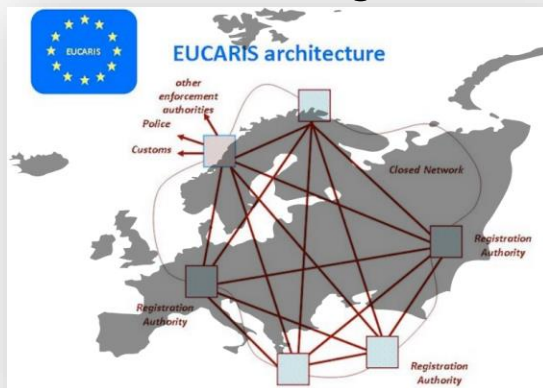 EUCARIS
EUCARIS architecture
other
enforcement
authorities
Police
Customs
Closed Network
Registration
Authority
Registration
Authority
Registration
Authority